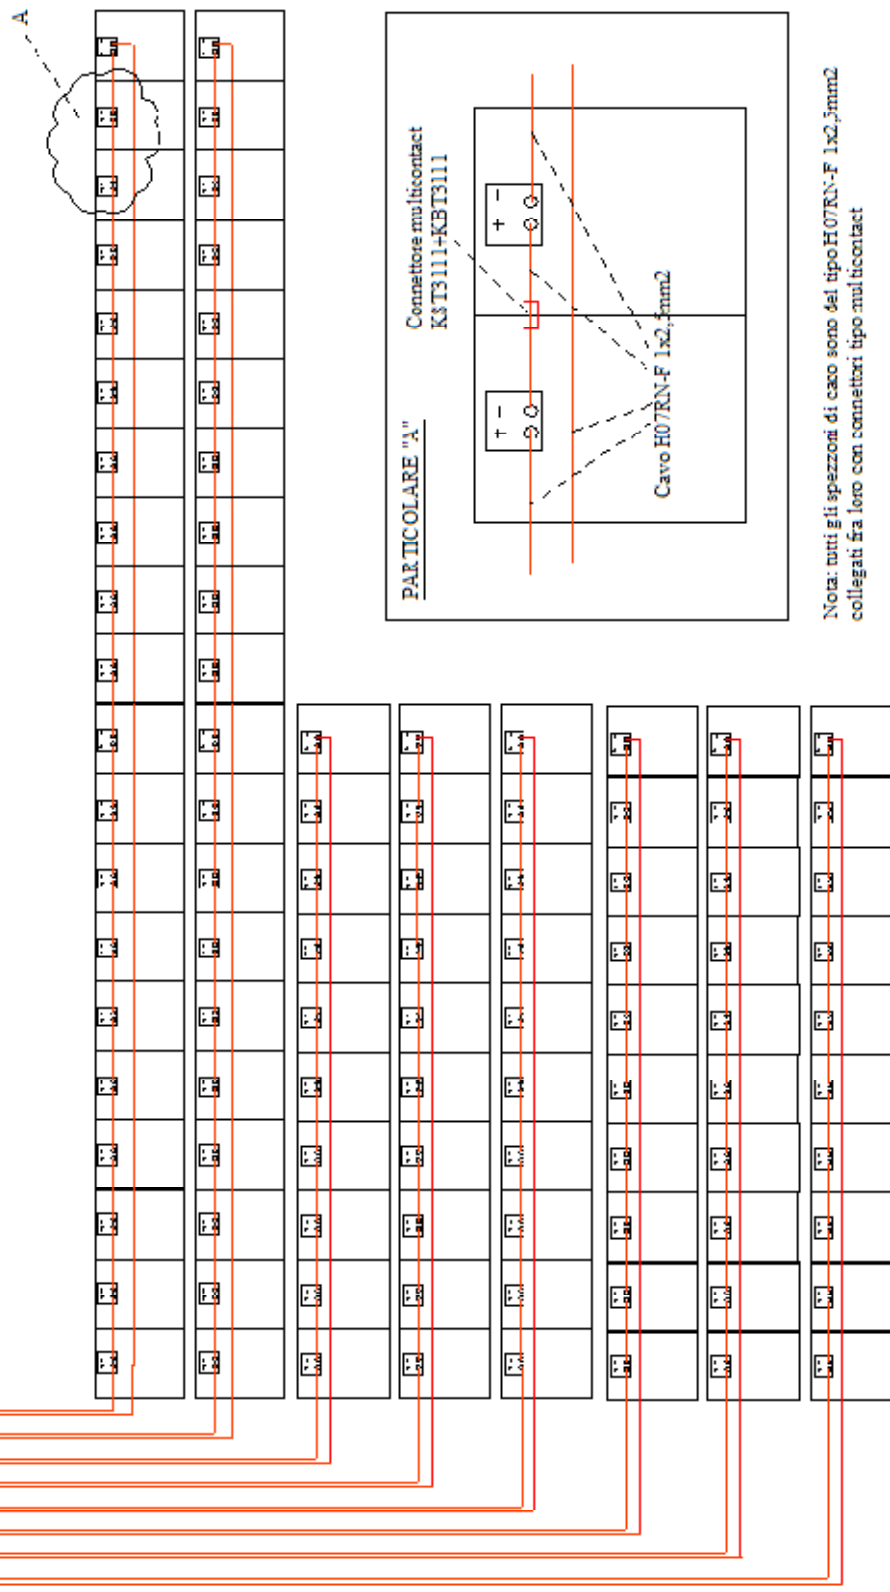 A
Connettore multicontact
KST3111+KBT3111
PARTICOLARE "A"
+ -
+ -
Cavo H07RN-F 1x2,5mm2
Nota: tutti gli spezzoni di caco sono del tipo H07RN-F 1x2,5mm2
collegati fra loro con connettori tipo multicontact